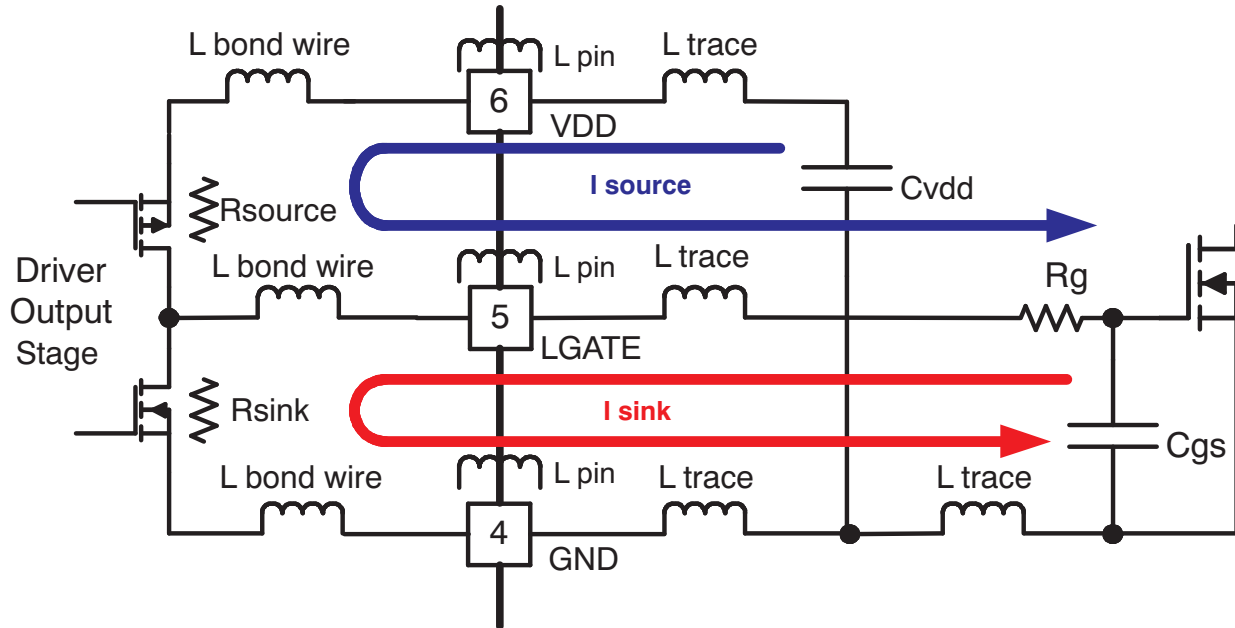 L bond wire
L pin
L trace
6
VDD
I source
Cvdd
Rsource
Driver
Output
Stage
L bond wire
L pin
L trace
Rg
5
LGATE
I sink
Rsink
Cgs
L bond wire
L pin
L trace
L trace
4
GND